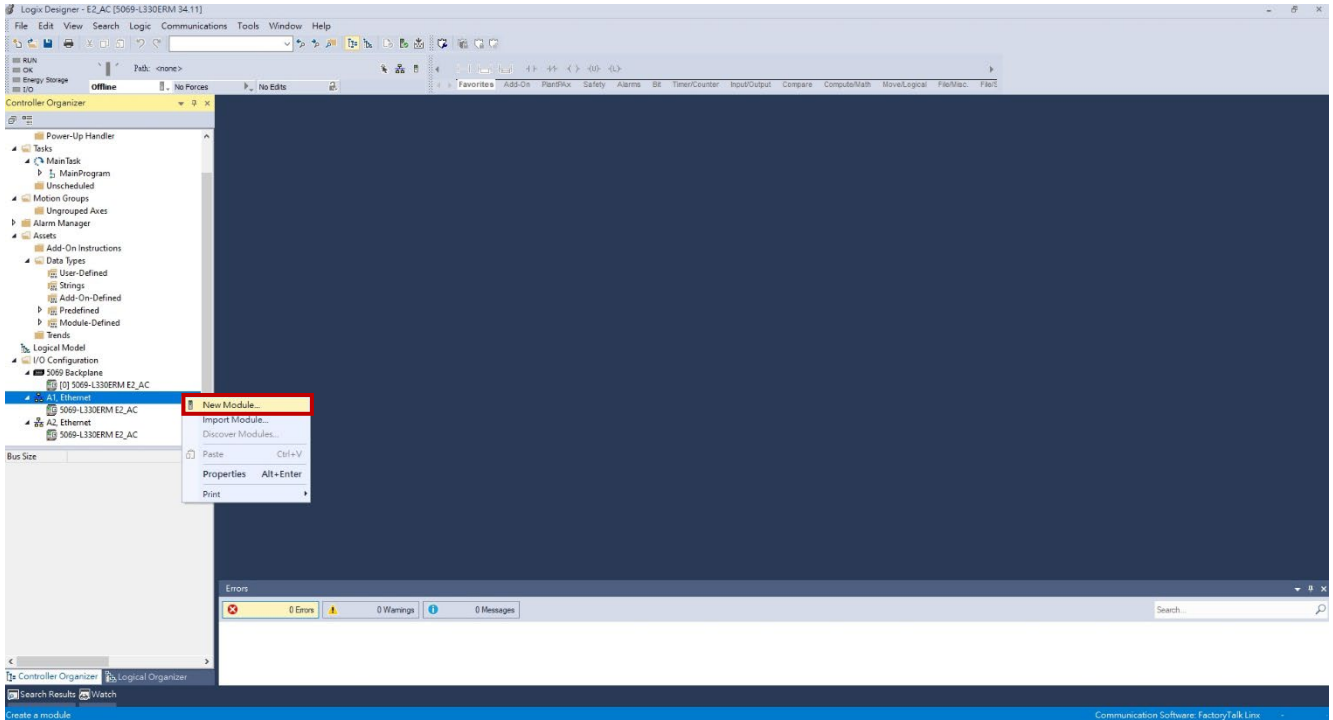 Logix Designer - E2_AC [5069-L330ERM 34.11]
File Edit View Search Logic Communications Tools Window Help
RUN
OK
Energy Storage
I/O
Path: <none>
Offline
No Forces
No Edits
Favorites Add-On PlantPAx Safety Alarms Bit Timer/Counter Input/Output Compare Compute/Math Move/Logical File/Misc.
Controller Organizer
Power-Up Handler
Tasks
MainTask
MainProgram
Unscheduled
Motion Groups
Ungrouped Axes
Alarm Manager
Assets
Add-On Instructions
Data Types
User-Defined
Strings
Add-On-Defined
Predefined
Module-Defined
Trends
Logical Model
I/O Configuration
5069 Backplane
[0] 5069-L330ERM E2_AC
A1, Ethernet
5069-L330ERM E2_AC
A2, Ethernet
5069-L330ERM E2_AC
New Module...
Import Module...
Discover Modules...
Paste Ctrl+V
Properties Alt+Enter
Print
Bus Size
Errors
0 Errors
0 Warnings
0 Messages
Search...
Controller Organizer
Logical Organizer
Search Results
Watch
Create a module
Communication Software: FactoryTalk Linx